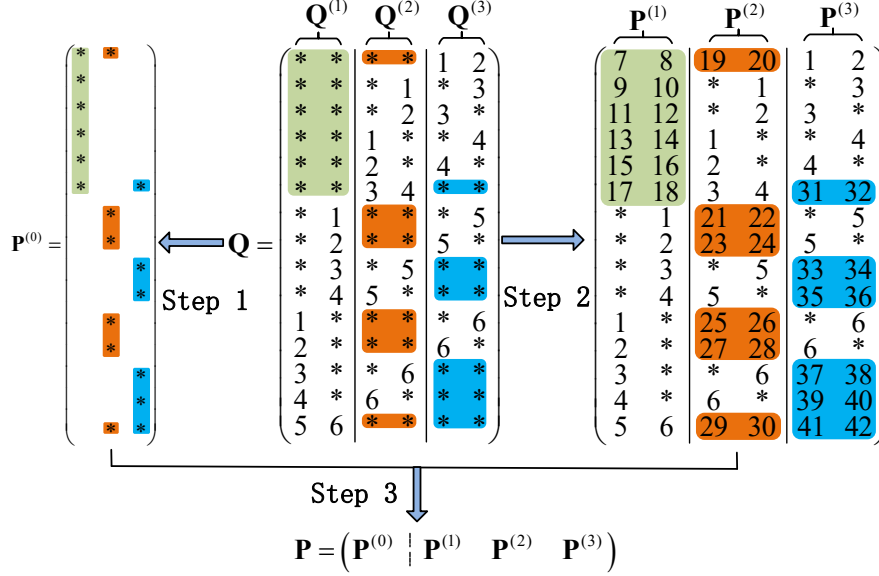 Q^(1) Q^(2) Q^(3) P^(1) P^(2) P^(3)
* * * * * * 1 2 7 8 19 20 1 2
* * * * 1 * 3 9 10 * 1 * 3
* * * * 2 3 * 11 12 * 2 3 *
* * * 1 * * 4 13 14 1 * * 4
* * * 2 * 4 * 15 16 2 * 4 *
* * * * 3 4 * * 17 18 3 4 31 32
* * 1 * * * 5 * 1 21 22 * 5
P^(0) = * Q = * 2 * * 5 * * 2 23 24 5 *
* * 3 * 5 * * * 3 * 5 33 34
* * 4 5 * * * * 4 5 * 35 36
Step 1
Step 2
* 1 * * * * 6 1 * 25 26 * 6
* 2 * * * 6 * 2 * 27 28 6 *
* 3 * * 6 * * 3 * * 6 37 38
* 4 * 6 * * * 4 * 6 * 39 40
* * 5 6 * * * * 5 6 29 30 41 42
Step 3
P = ( P^(0) ¦ P^(1) P^(2) P^(3) )